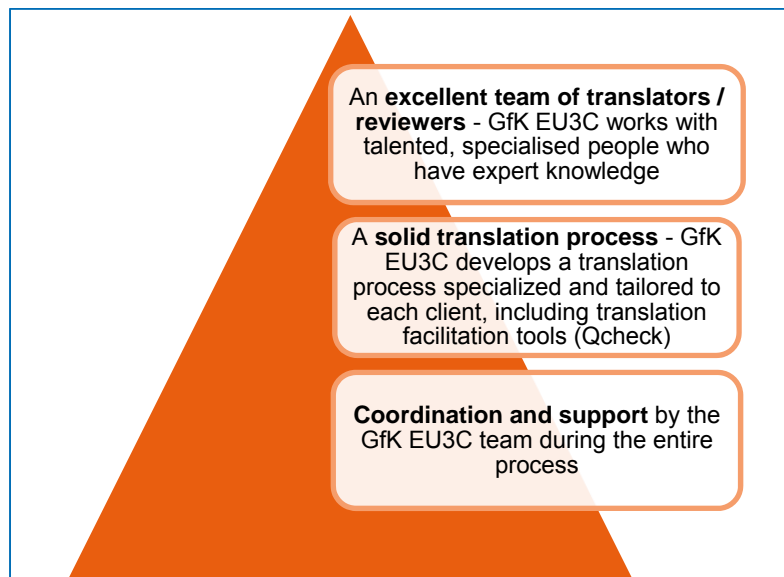 An excellent team of translators /
reviewers - GfK EU3C works with
talented, specialised people who
have expert knowledge
A solid translation process - GfK
EU3C develops a translation
process specialized and tailored to
each client, including translation
facilitation tools (Qcheck)
Coordination and support by the
GfK EU3C team during the entire
process